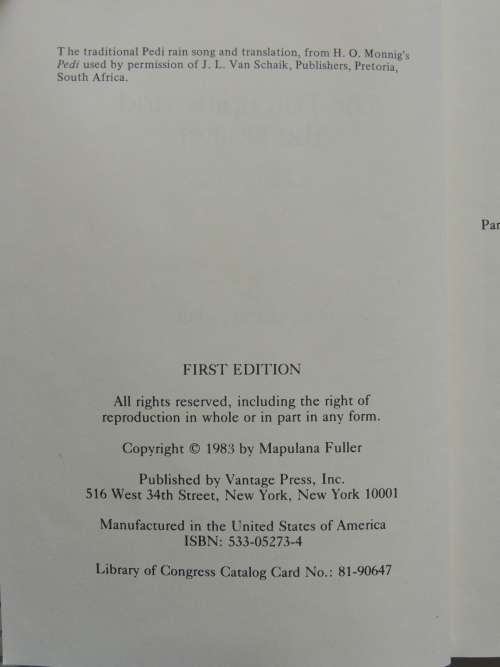 The traditional Pedi rain song and translation, from H. O. Monnig's
Pedi used by permission of J. L. Van Schaik, Publishers, Pretoria,
South Africa.
Par
FIRST EDITION
All rights reserved, including the right of
reproduction in whole or in part in any form.
Copyright © 1983 by Mapulana Fuller
Published by Vantage Press, Inc.
516 West 34th Street, New York, New York 10001
Manufactured in the United States of America
ISBN: 533-05273-4
Library of Congress Catalog Card No.: 81-90647